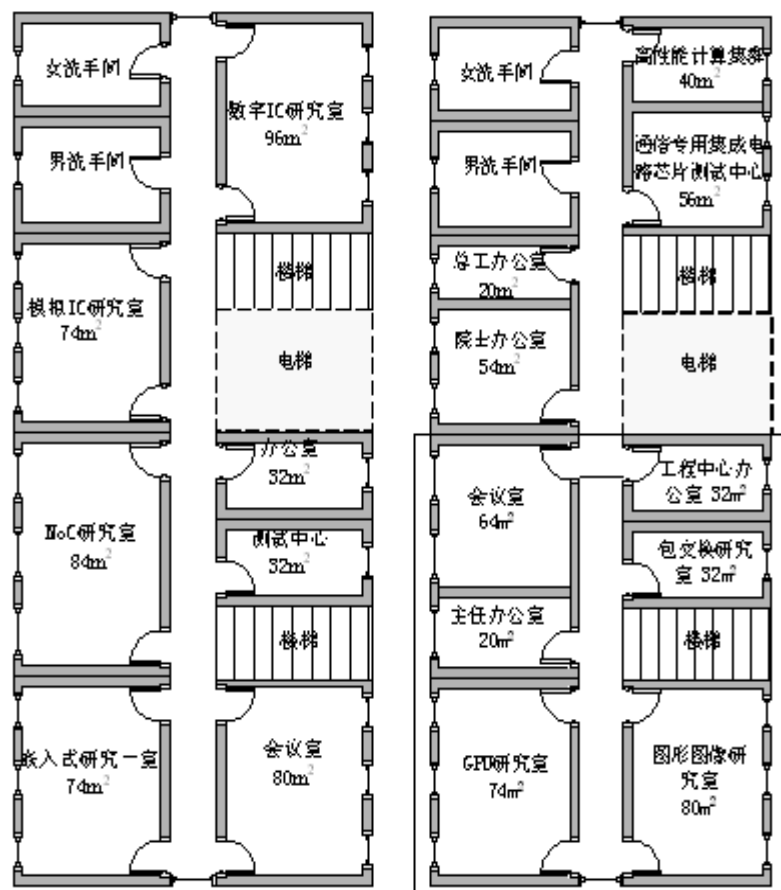 女洗手间
数字IC研究室
96m²
男洗手间
楼梯
模拟IC研究室
74m²
电梯
办公室
32m²
NoC研究室
84m²
测试中心
32m²
楼梯
嵌入式研究一室
74m²
会议室
80m²
女洗手间
高性能计算集群
40m²
男洗手间
通信专用集成电
路芯片测试中心
56m²
总工办公室
20m²
楼梯
院士办公室
54m²
电梯
会议室
64m²
工程中心办
公室 32m²
包交换研究
室 32m²
主任办公室
20m²
楼梯
GPU研究室
74m²
图形图像研
究室
80m²